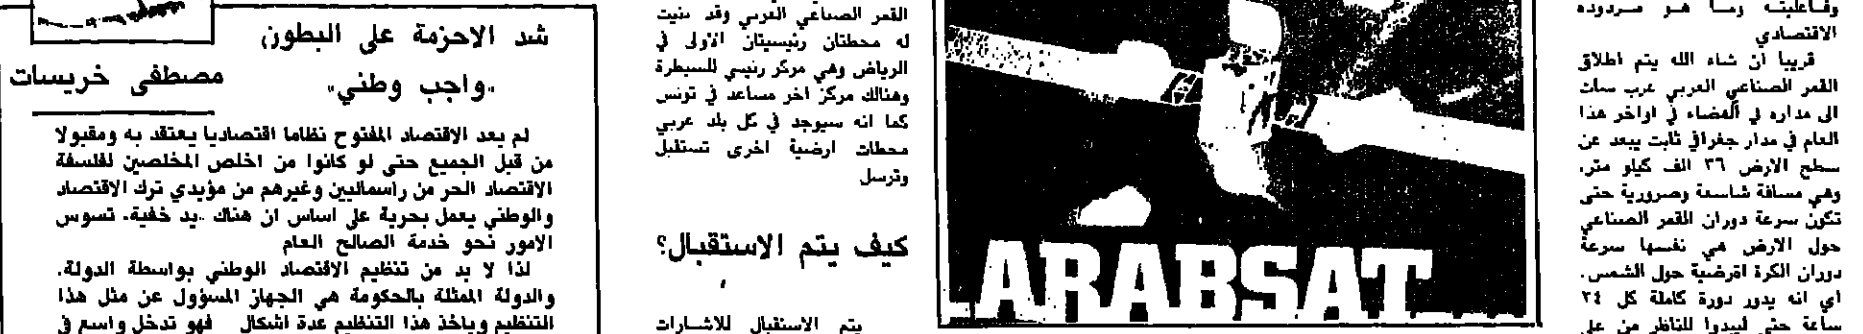 وفاعليته وما هو مردوده
الاقتصادي
قريبا ان شاء الله يتم اطلاق
القمر الصناعي العربي عرب سات
الى مداره في الفضاء في اواخر هذا
العام في مدار جغرافي ثابت يبعد عن
سطح الارض ٣٦ الف كيلو متر،
وهي مسافة شاسعة وضرورية حتى
تكون سرعة دوران القمر الصناعي
حول الارض هي نفسها سرعة
دوران الكرة الارضية حول الشمس.
اي انه يدور دورة كاملة كل ٢٤
ساعة حتى ليبدوا للناظر من على
ARABSAT
القمر الصناعي العربي وقد بنيت
له محطتان رئيسيتان الاولى في
الرياض وهي مركز رئيسي للسيطرة
وهنالك مركز اخر مساعد في تونس
كما انه سيوجد في كل بلد عربي
محطات ارضية اخرى تستقبل
وترسل
كيف يتم الاستقبال؟
يتم الاستقبال للاشارات
شد الاحزمة على البطون
"واجب وطني"
مصطفى خريسات
لم يعد الاقتصاد المفتوح نظاما اقتصاديا يعتقد به ومقبولا
من قبل الجميع حتى لو كانوا من اخلص المخلصين لفلسفة
الاقتصاد الحر من راسماليين وغيرهم من مؤيدي ترك الاقتصاد
والوطني يعمل بحرية على اساس ان هناك "يد خفية" تسوس
الامور نحو خدمة الصالح العام
لذا لا بد من تنظيم الاقتصاد الوطني بواسطة الدولة.
والدولة الممثلة بالحكومة هي الجهاز المسؤول عن مثل هذا
التنظيم وياخذ هذا التنظيم عدة اشكال فهو تدخل واسع في